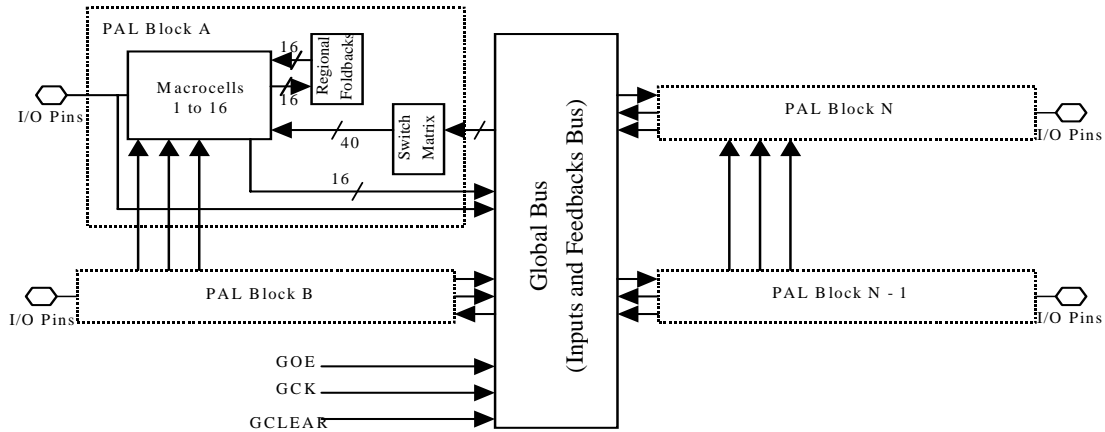 PAL Block A
16
Regional
Foldbacks
Macrocells
1 to 16
16
I/O Pins
40
Switch
Matrix
16
Global Bus
(Inputs and Feedbacks Bus)
PAL Block N
I/O Pins
PAL Block B
I/O Pins
PAL Block N - 1
I/O Pins
GOE
GCK
GCLEAR